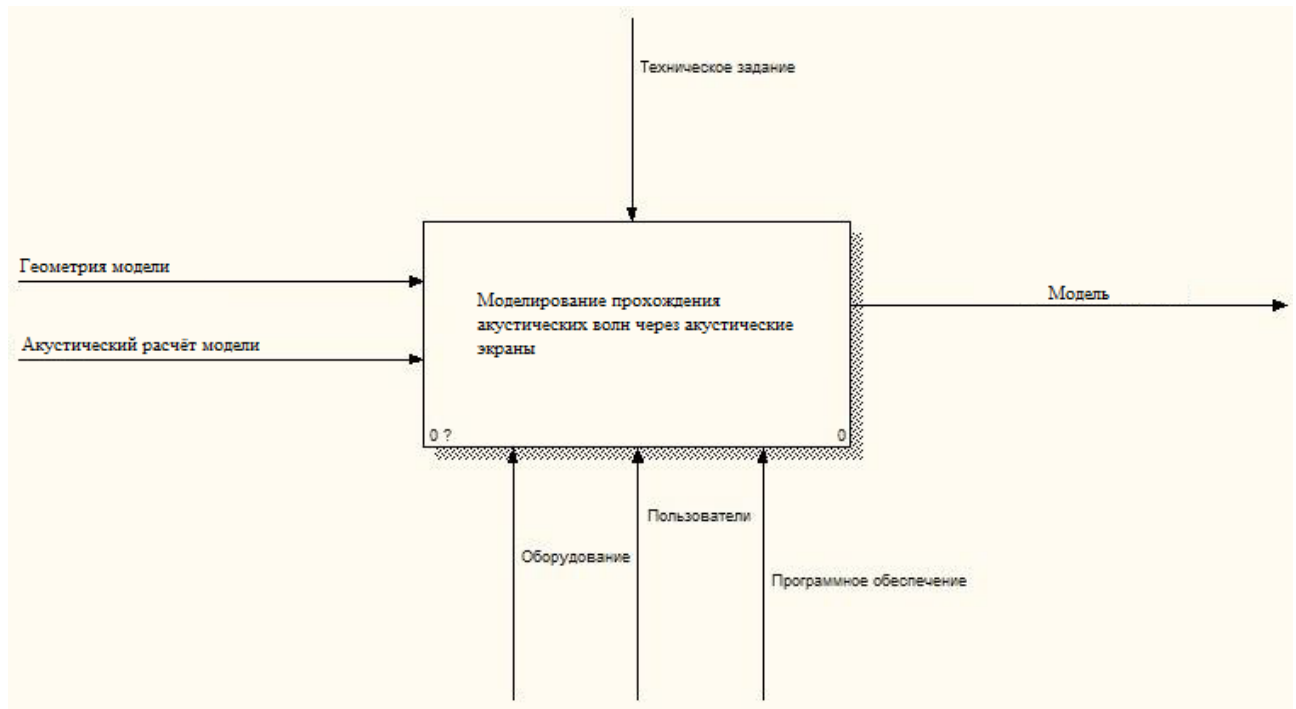 Техническое задание
Геометрия модели
Акустический расчёт модели
Моделирование прохождения
акустических волн через акустические
экраны
0 ?
0
Модель
Пользователи
Оборудование
Программное обеспечение